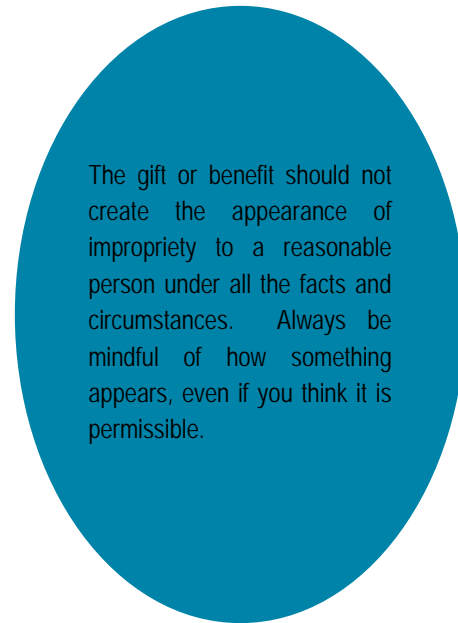 The gift or benefit should not
create the appearance of
impropriety to a reasonable
person under all the facts and
circumstances. Always be
mindful of how something
appears, even if you think it is
permissible.